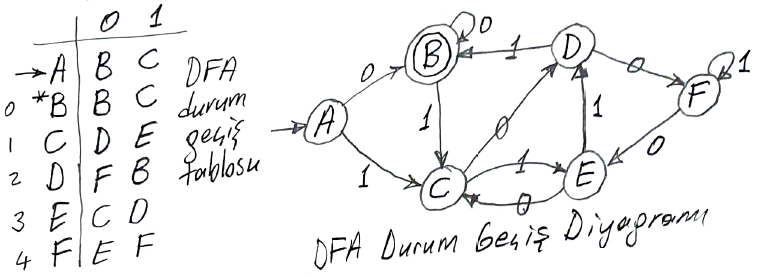 0 1
→A B C DFA
0 *B B C durum
1 C D E geçiş
2 D F B tablosu
3 E C D
4 F E F
0
B
1
D
0
1
F
0
A
1
0
1
0
1
C
1
E
0
DFA Durum Geçiş Diyagramı